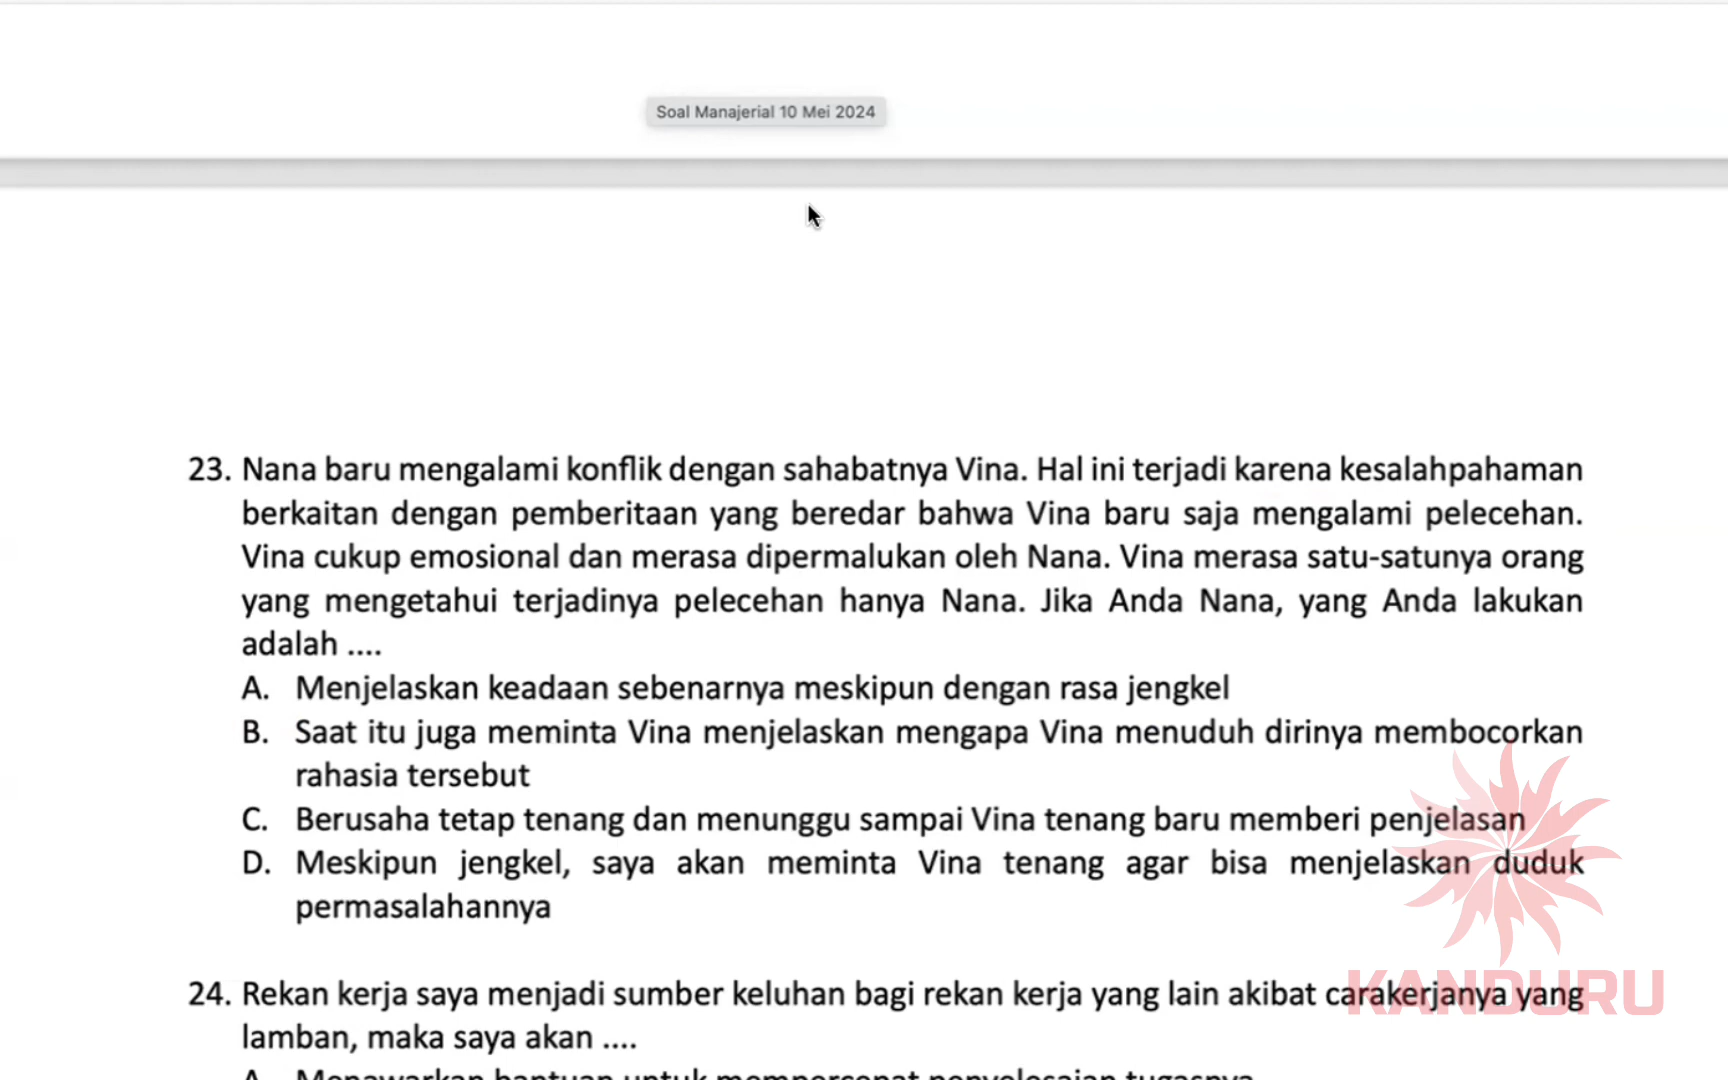 Soal Manajerial 10 Mei 2024
23. Nana baru mengalami konflik dengan sahabatnya Vina. Hal ini terjadi karena kesalahpahaman
berkaitan dengan pemberitaan yang beredar bahwa Vina baru saja mengalami pelecehan.
Vina cukup emosional dan merasa dipermalukan oleh Nana. Vina merasa satu-satunya orang
yang mengetahui terjadinya pelecehan hanya Nana. Jika Anda Nana, yang Anda lakukan
adalah ....
A. Menjelaskan keadaan sebenarnya meskipun dengan rasa jengkel
B. Saat itu juga meminta Vina menjelaskan mengapa Vina menuduh dirinya membocorkan
rahasia tersebut
C. Berusaha tetap tenang dan menunggu sampai Vina tenang baru memberi penjelasan
D. Meskipun jengkel, saya akan meminta Vina tenang agar bisa menjelaskan duduk
permasalahannya
KANDURU
24. Rekan kerja saya menjadi sumber keluhan bagi rekan kerja yang lain akibat carakerjanya yang
lamban, maka saya akan ....
A. Menawarkan bantuan untuk mempercepat penyelesaian tugasnya